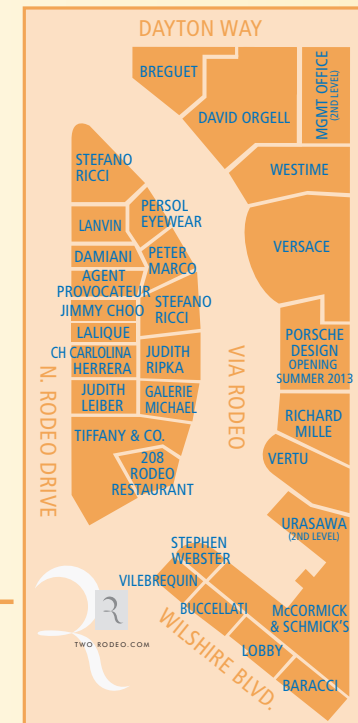 DAYTON WAY
BREGUET
DAVID ORGELL
MGMT OFFICE
(2ND LEVEL)
STEFANO
RICCI
WESTIME
PERSOL
EYEWEAR
LANVIN
VERSACE
DAMIANI
PETER
MARCO
AGENT
PROVOCATEUR
STEFANO
RICCI
JIMMY CHOO
LALIQUE
PORSCHE
DESIGN
OPENING
SUMMER 2013
CH CARLOLINA
HERRERA
JUDITH
RIPKA
VIA RODEO
N. RODEO DRIVE
JUDITH
LEIBER
GALERIE
MICHAEL
RICHARD
MILLE
TIFFANY & CO.
208
RODEO
RESTAURANT
VERTU
URASAWA
(2ND LEVEL)
STEPHEN
WEBSTER
VILEBREQUIN
BUCCELLATI
McCORMICK
& SCHMICK'S
WILSHIRE BLVD.
LOBBY
BARACCI
R
R
TWO RODEO.COM